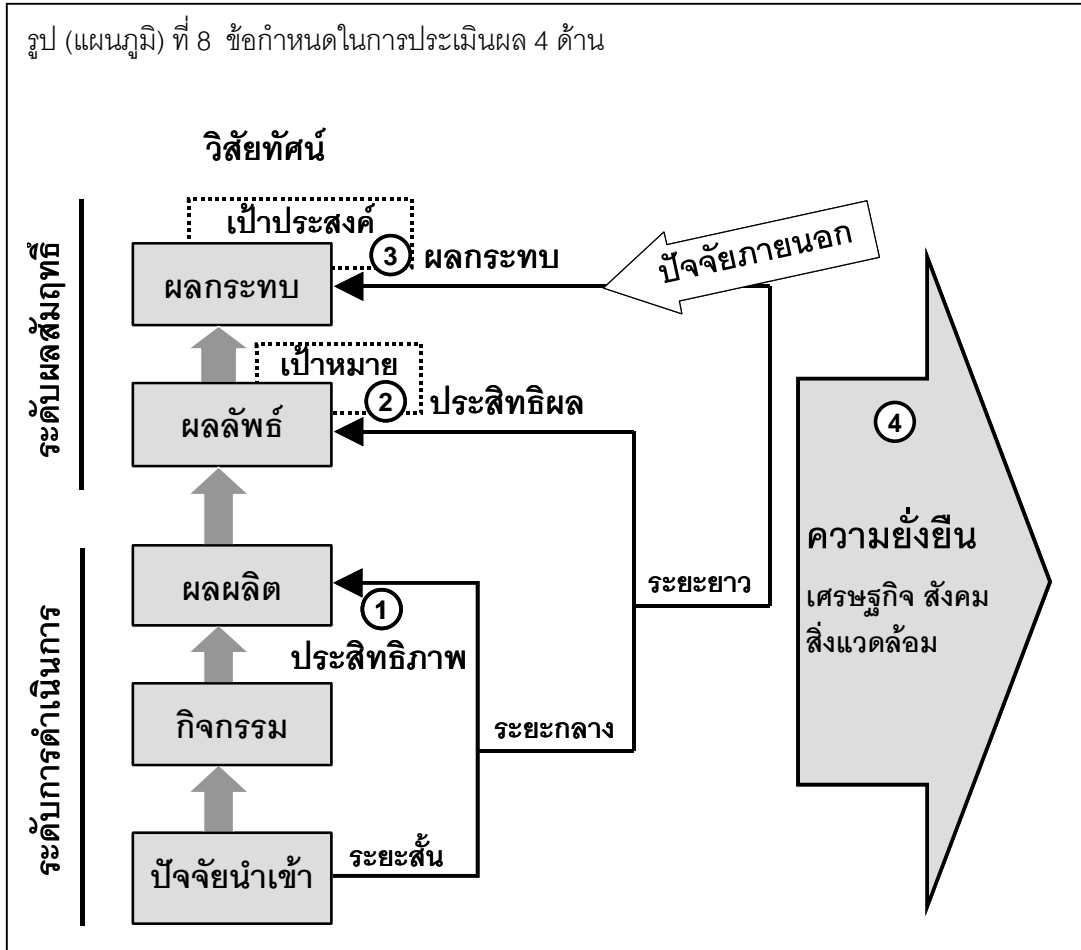 รูป (แผนภูมิ) ที่ 8 ข้อกำหนดในการประเมินผล 4 ด้าน
วิสัยทัศน์
ระดับผลสัมฤทธิ์
เป้าประสงค์
3 ผลกระทบ
ผลกระทบ
ปัจจัยภายนอก
เป้าหมาย
2 ประสิทธิผล
ผลลัพธ์
4
ความยั่งยืน
เศรษฐกิจ สังคม
สิ่งแวดล้อม
ระดับการดำเนินการ
ผลผลิต
1
ประสิทธิภาพ
ระยะยาว
กิจกรรม
ระยะกลาง
ระยะสั้น
ปัจจัยนำเข้า